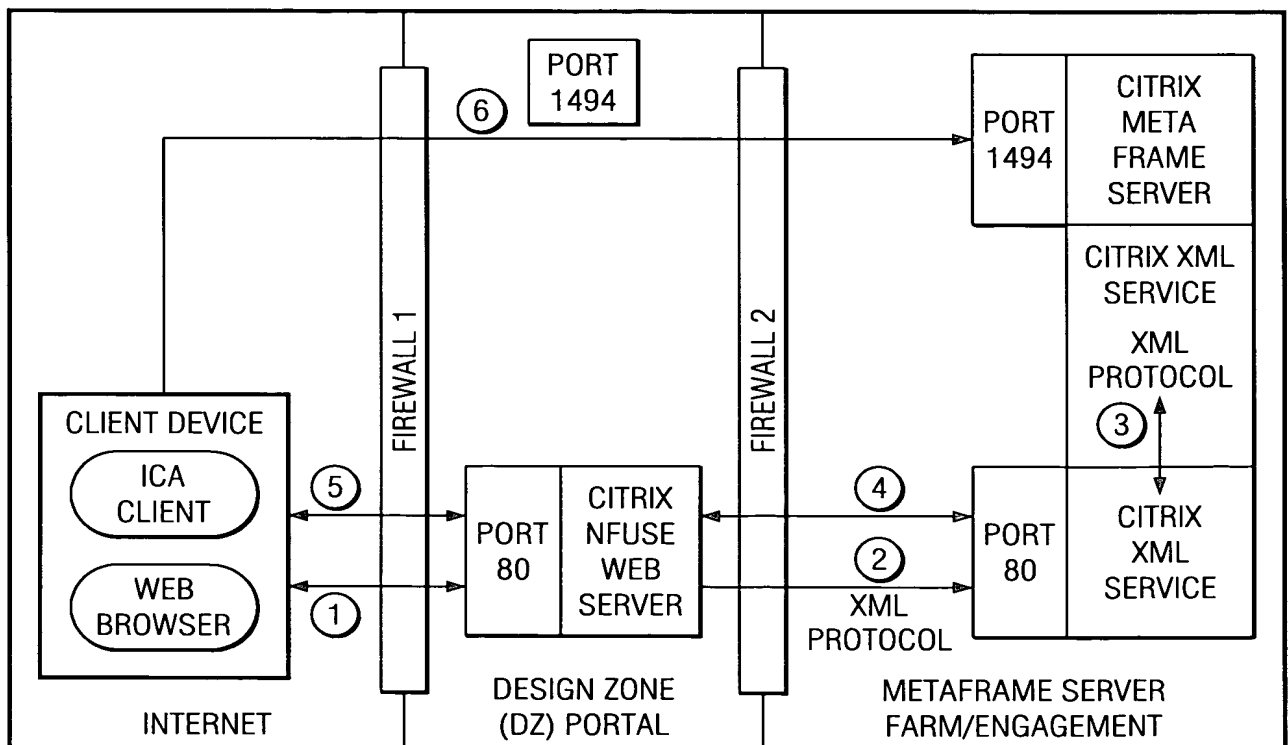 PORT
1494
6
PORT
1494
CITRIX
META
FRAME
SERVER
CITRIX XML
SERVICE
XML
PROTOCOL
3
FIREWALL 1
FIREWALL 2
CLIENT DEVICE
ICA
CLIENT
WEB
BROWSER
5
1
PORT
80
CITRIX
NFUSE
WEB
SERVER
4
2
XML
PROTOCOL
PORT
80
CITRIX
XML
SERVICE
INTERNET
DESIGN ZONE
(DZ) PORTAL
METAFRAME SERVER
FARM/ENGAGEMENT